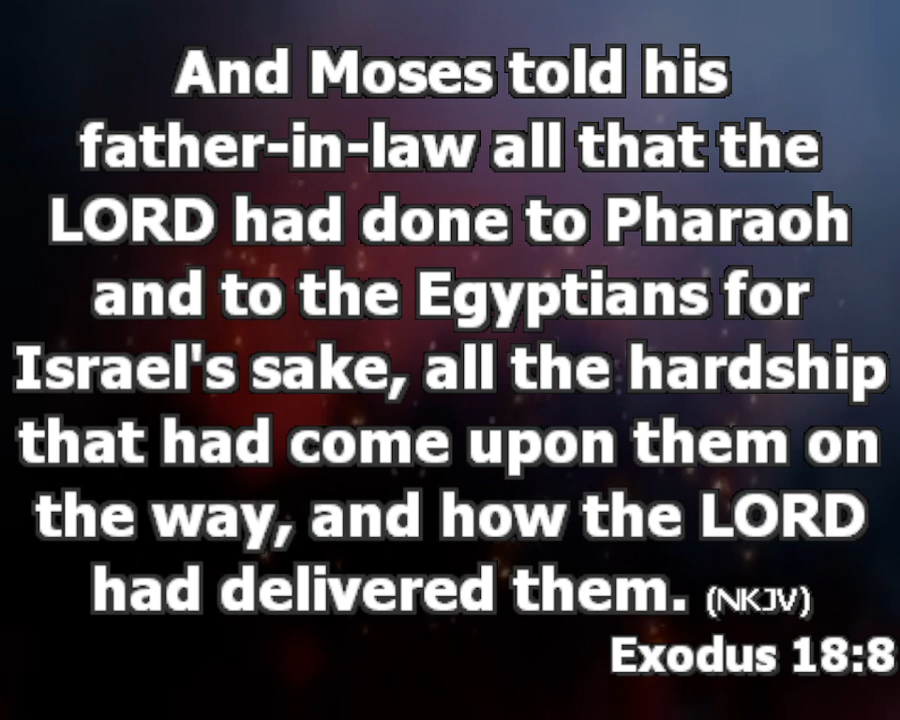 And Moses told his
father-in-law all that the
LORD had done to Pharaoh
and to the Egyptians for
Israel's sake, all the hardship
that had come upon them on
the way, and how the LORD
had delivered them. (NKJV)
Exodus 18:8